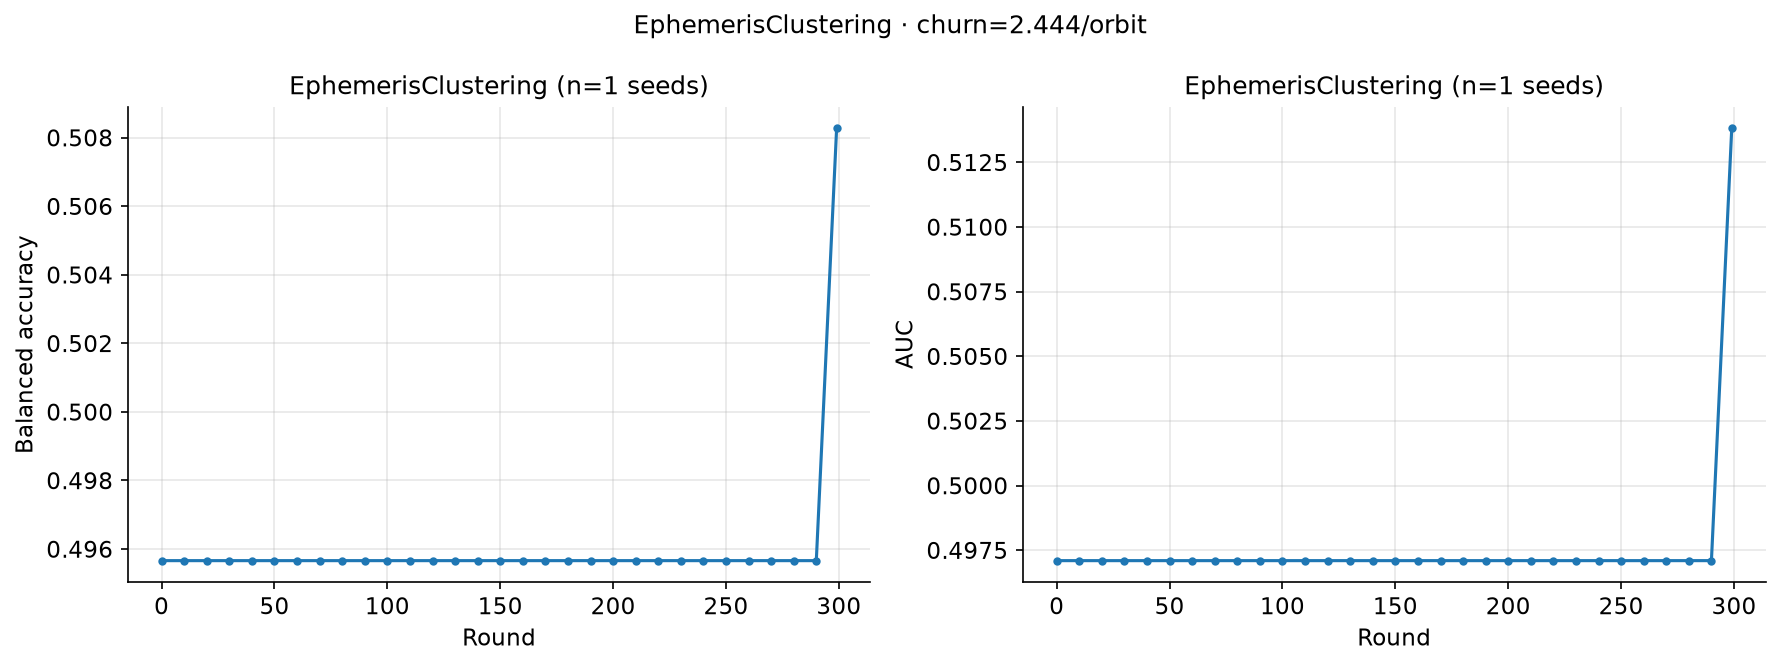 EphemerisClustering · churn=2.444/orbit
EphemerisClustering (n=1 seeds)
Balanced accuracy
0.508
0.506
0.504
0.502
0.500
0.498
0.496
0 50 100 150 200 250 300
Round
EphemerisClustering (n=1 seeds)
AUC
0.5125
0.5100
0.5075
0.5050
0.5025
0.5000
0.4975
0 50 100 150 200 250 300
Round